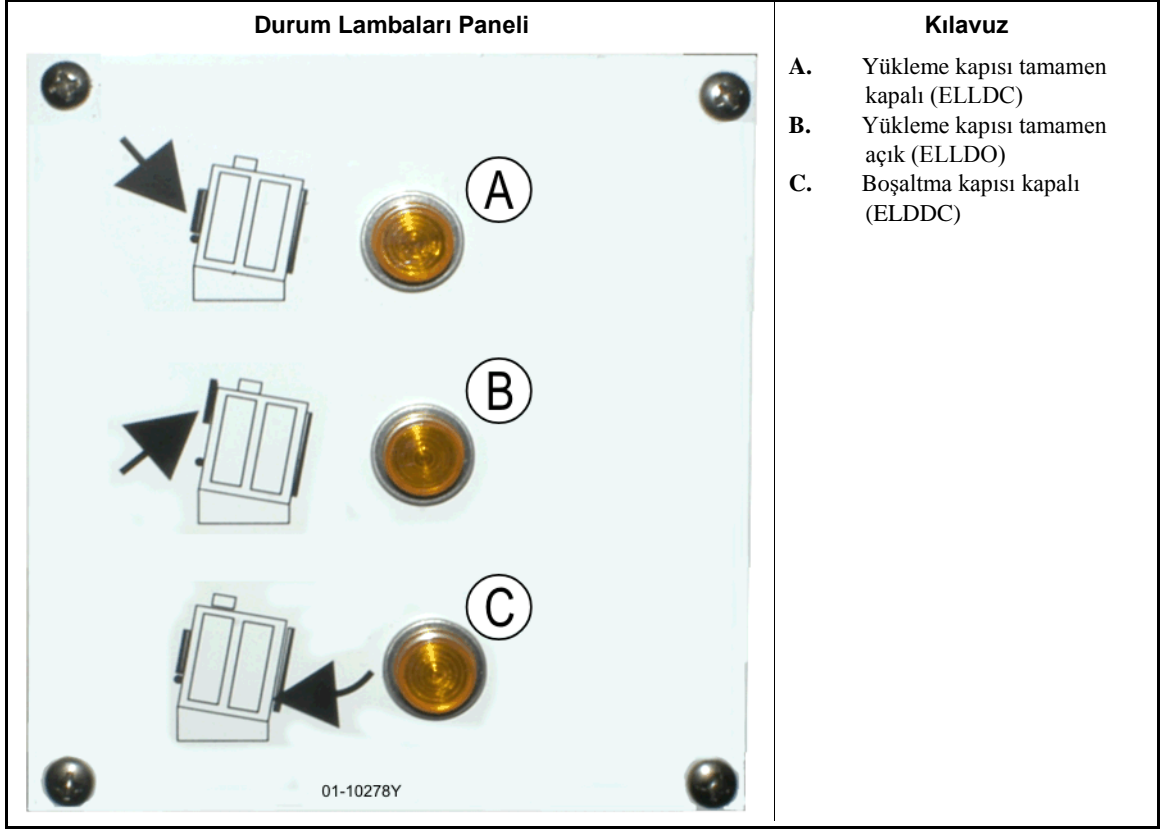 Durum Lambaları Paneli
A
B
C
01-10278Y
Kılavuz
A. Yükleme kapısı tamamen
kapalı (ELLDC)
B. Yükleme kapısı tamamen
açık (ELLDO)
C. Boşaltma kapısı kapalı
(ELDDC)